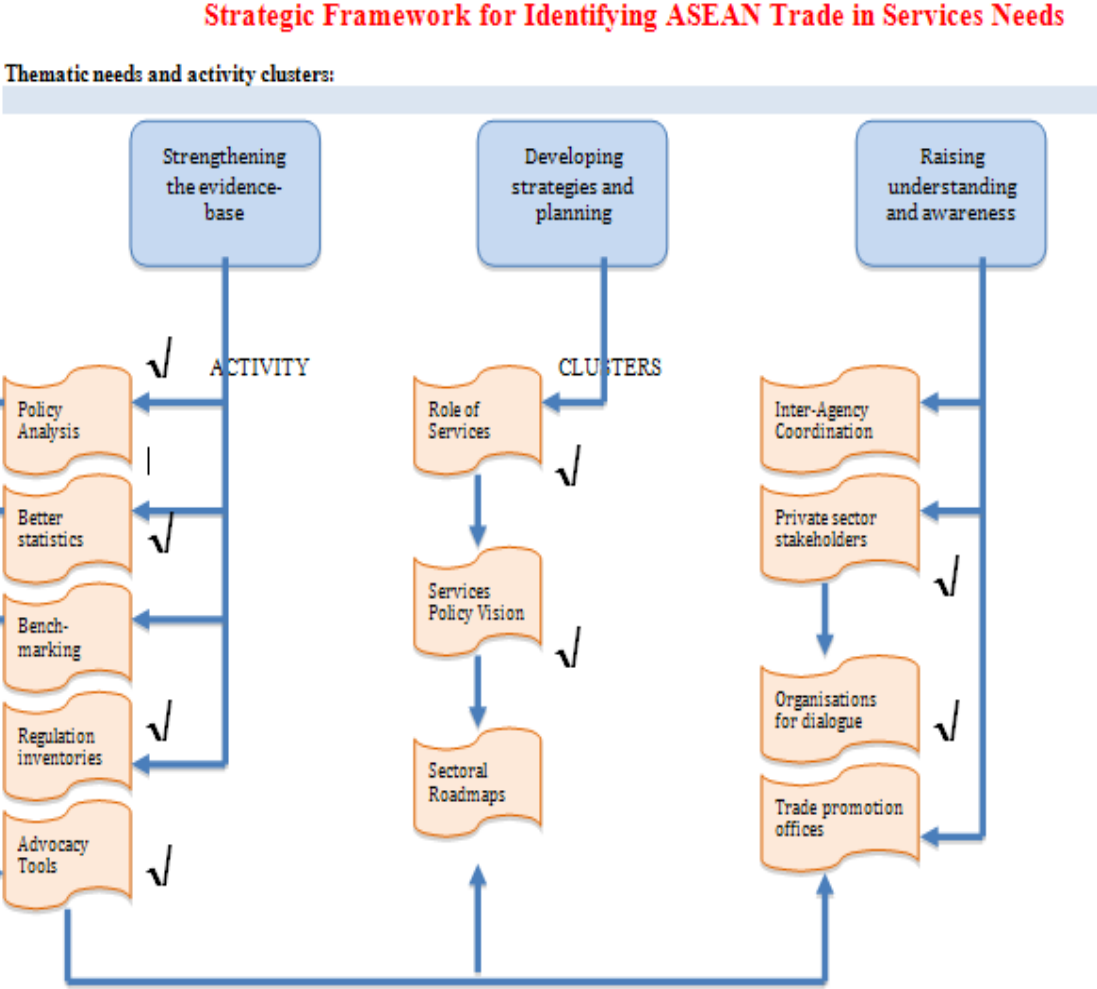 Strategic Framework for Identifying ASEAN Trade in Services Needs
Thematic needs and activity clusters:
Strengthening
the evidence-
base
Developing
strategies and
planning
Raising
understanding
and awareness
√
ACTIVITY
CLUSTERS
Policy
Analysis
Role of
Services
√
Inter-Agency
Coordination
Better
statistics
√
Private sector
stakeholders
√
Services
Policy Vision
√
Bench-
marking
Regulation
inventories
√
Organisations
for dialogue
√
Sectoral
Roadmaps
Trade promotion
offices
Advocacy
Tools
√